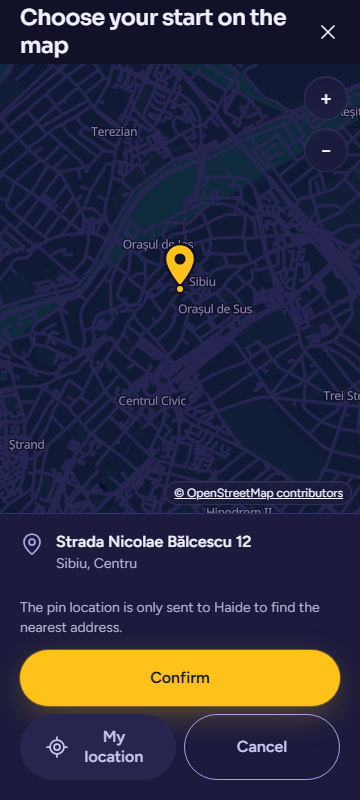 Choose your start on the
map
+
Terezian
−
Orașul de Jos
Sibiu
Orașul de Sus
Centrul Civic
Ștrand
© OpenStreetMap contributors
Hipodrom II
Strada Nicolae Bălcescu 12
Sibiu, Centru
The pin location is only sent to Haide to find the
nearest address.
Confirm
My
location
Cancel